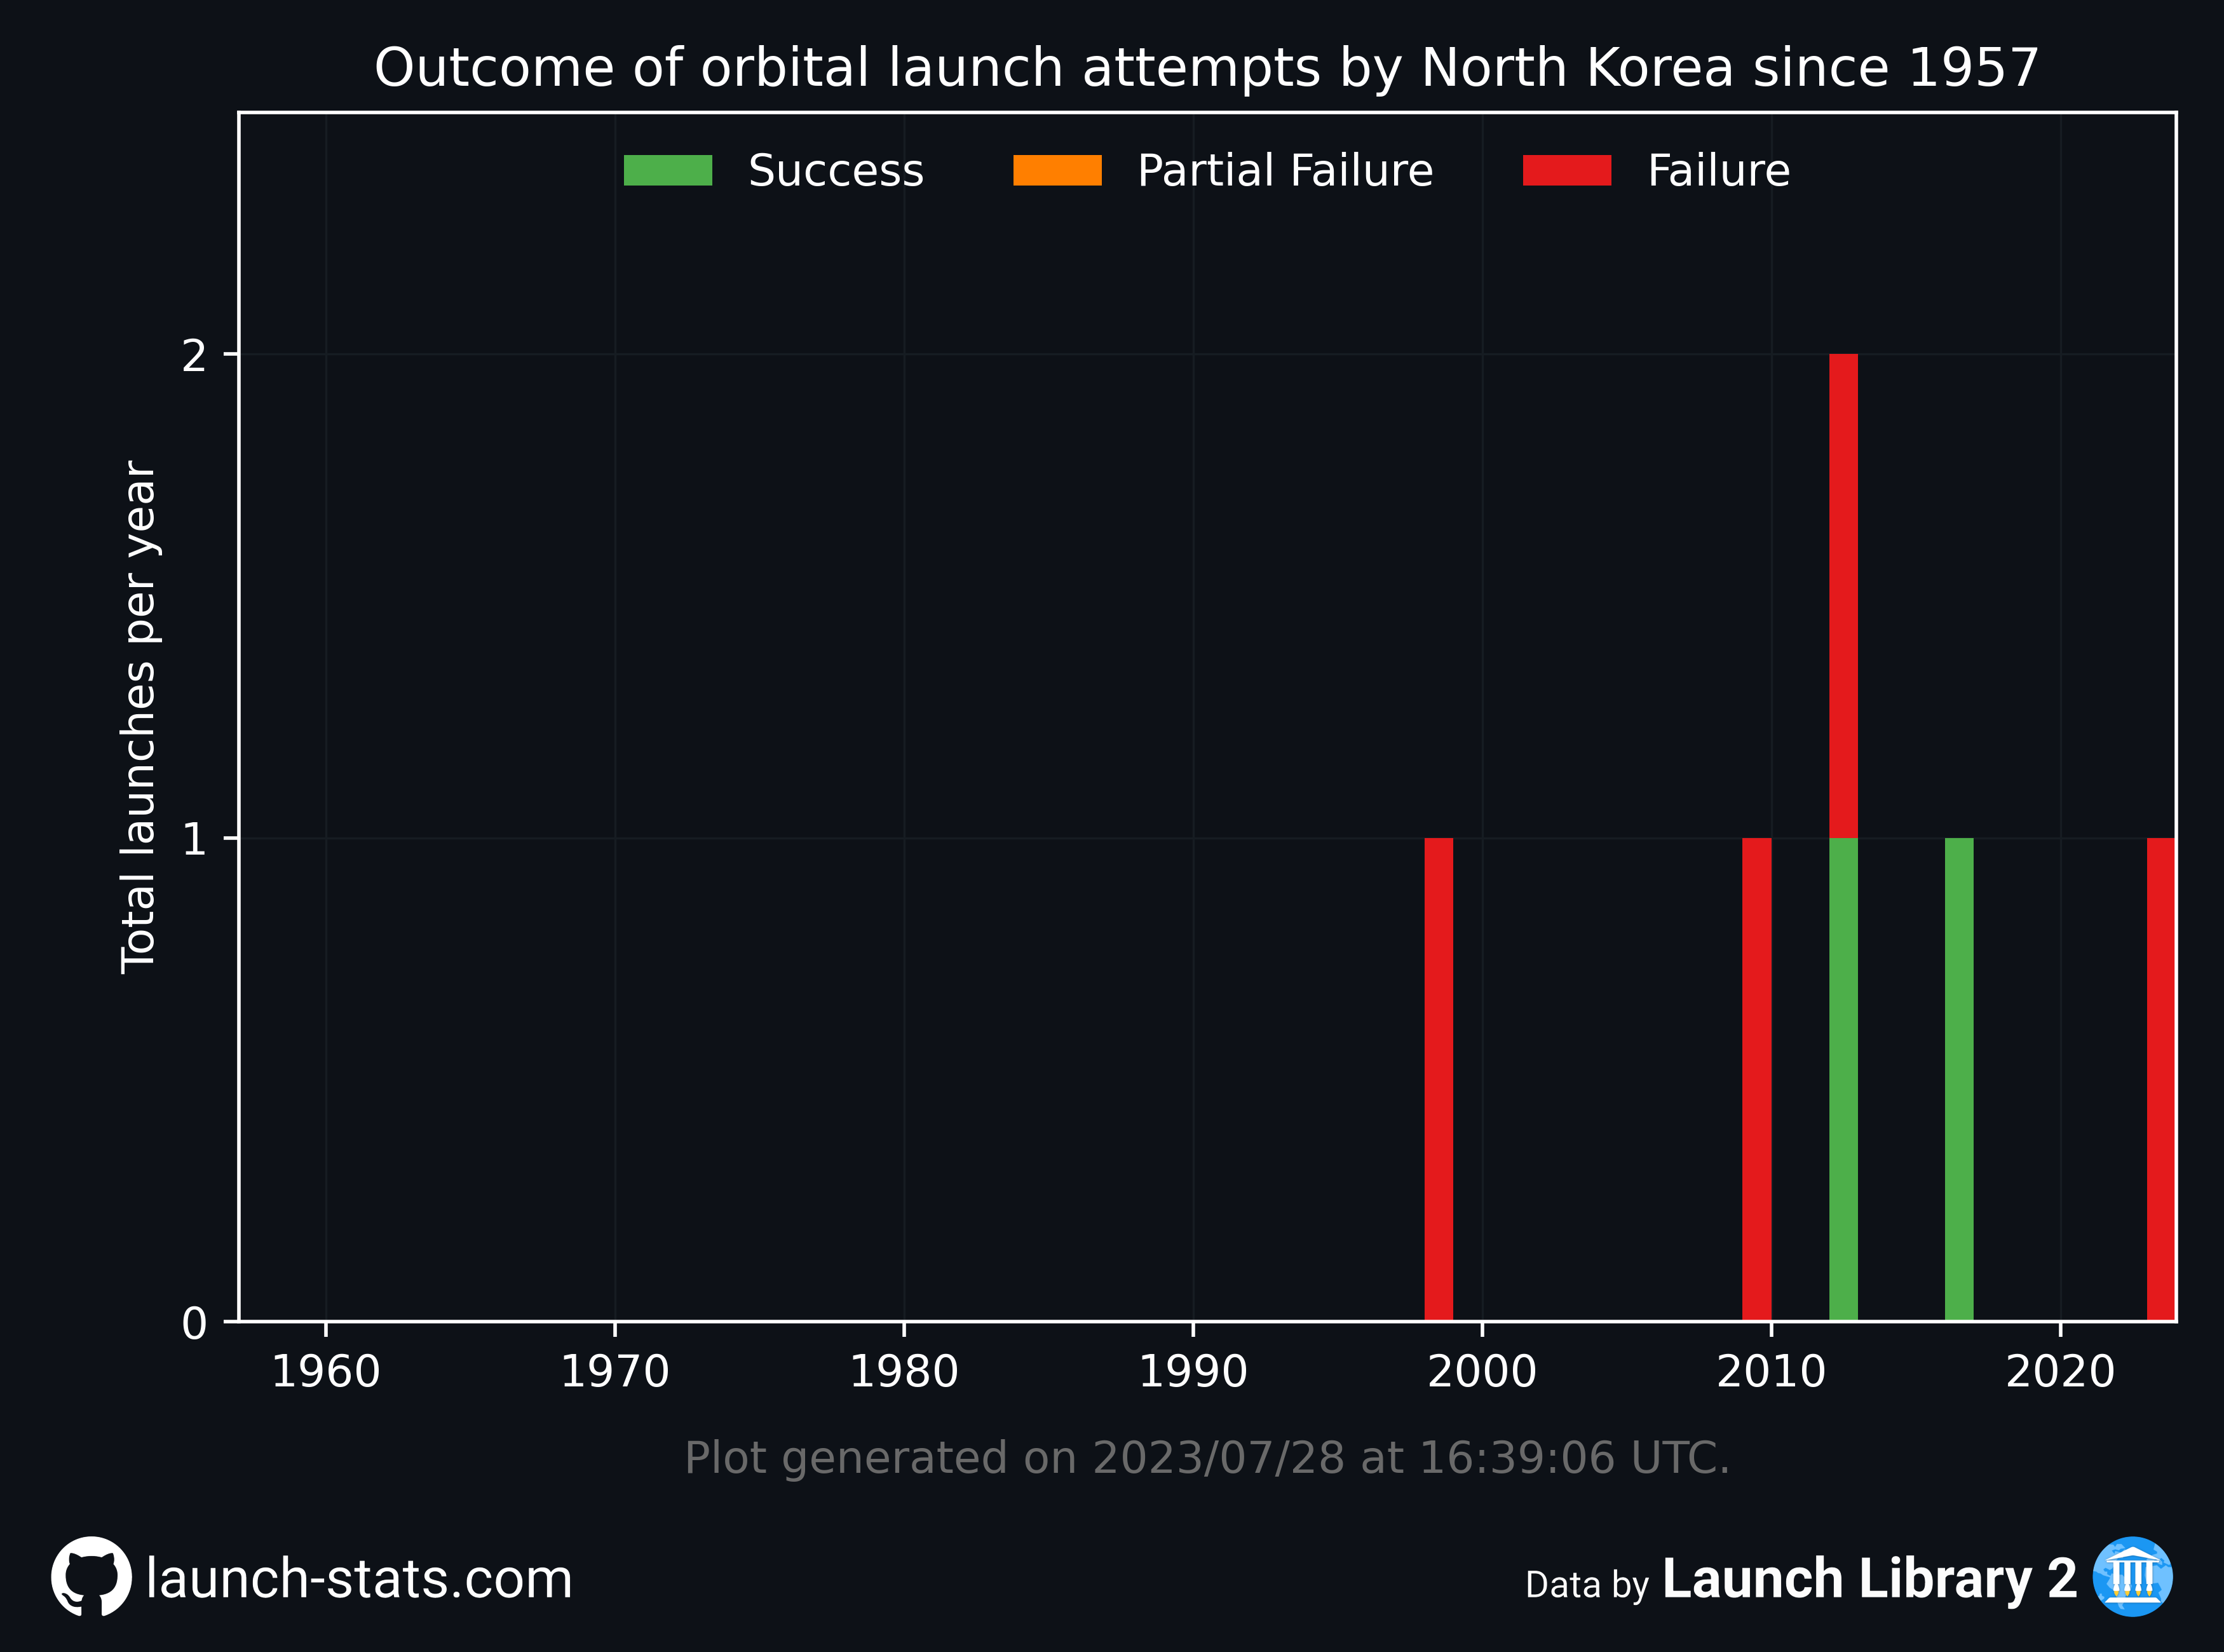 Outcome of orbital launch attempts by North Korea since 1957
Success Partial Failure Failure
Total launches per year
2
1
0
1960 1970 1980 1990 2000 2010 2020
Plot generated on 2023/07/28 at 16:39:06 UTC.
launch-stats.com
Data by Launch Library 2